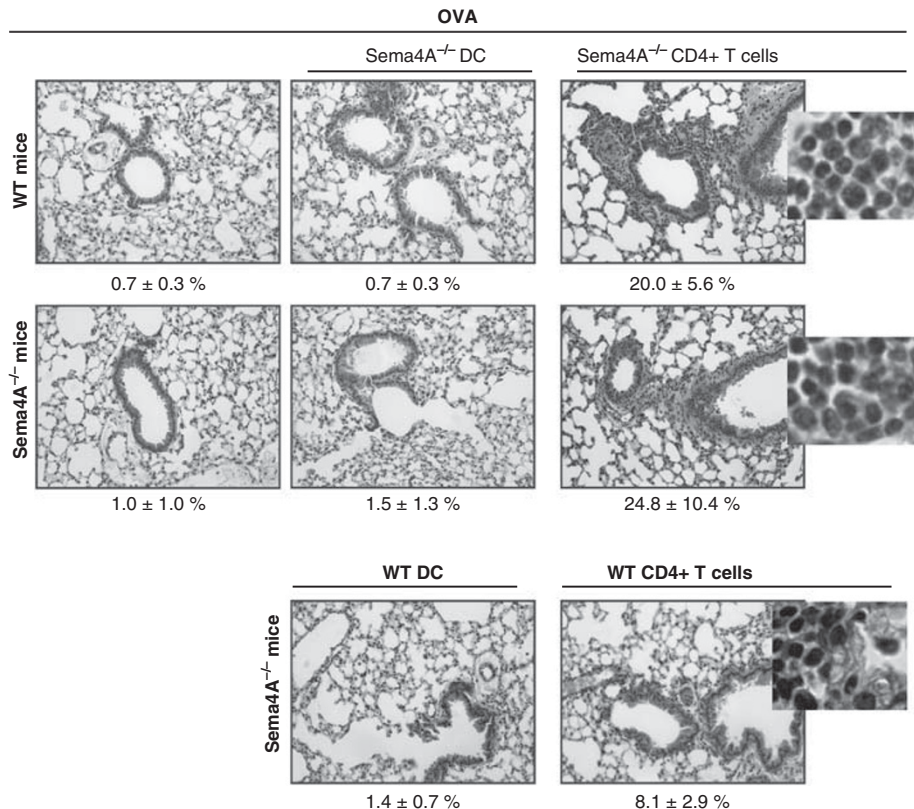 OVA
Sema4A⁻/⁻ DC
Sema4A⁻/⁻ CD4+ T cells
WT mice
0.7 ± 0.3 %
0.7 ± 0.3 %
20.0 ± 5.6 %
Sema4A⁻/⁻ mice
1.0 ± 1.0 %
1.5 ± 1.3 %
24.8 ± 10.4 %
WT DC
WT CD4+ T cells
Sema4A⁻/⁻ mice
1.4 ± 0.7 %
8.1 ± 2.9 %